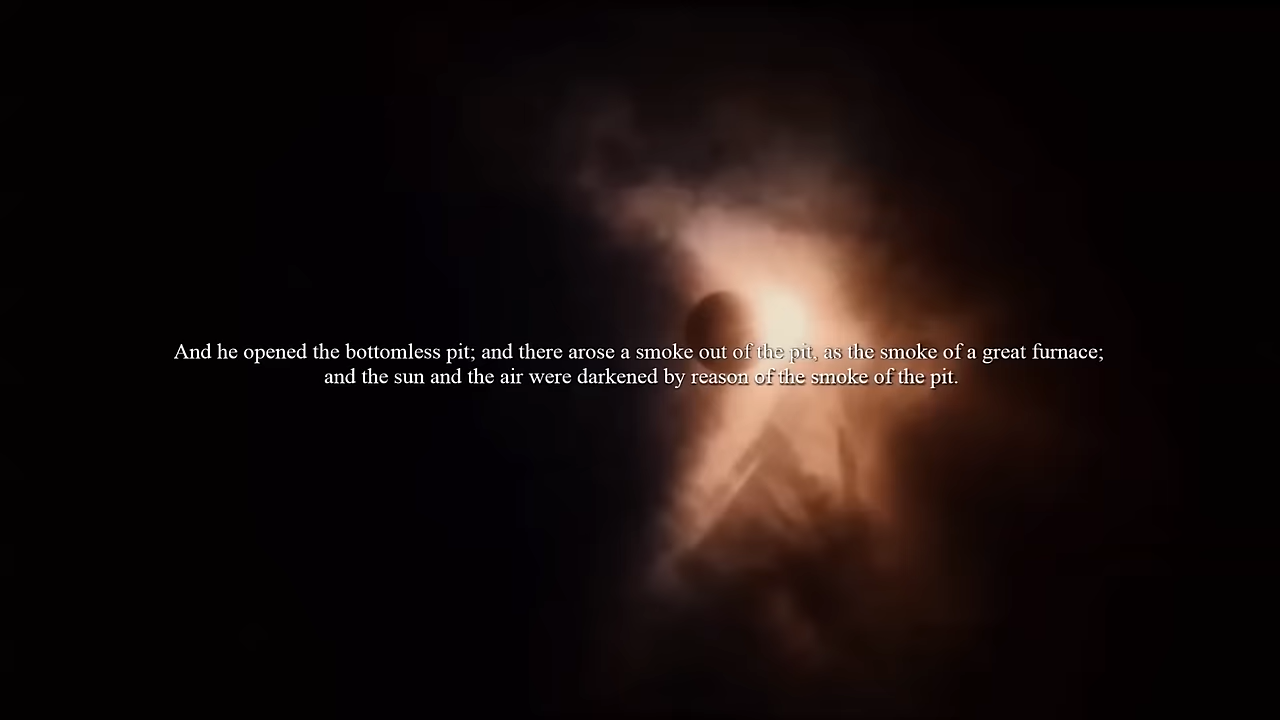 And he opened the bottomless pit; and there arose a smoke out of the pit, as the smoke of a great furnace;
and the sun and the air were darkened by reason of the smoke of the pit.